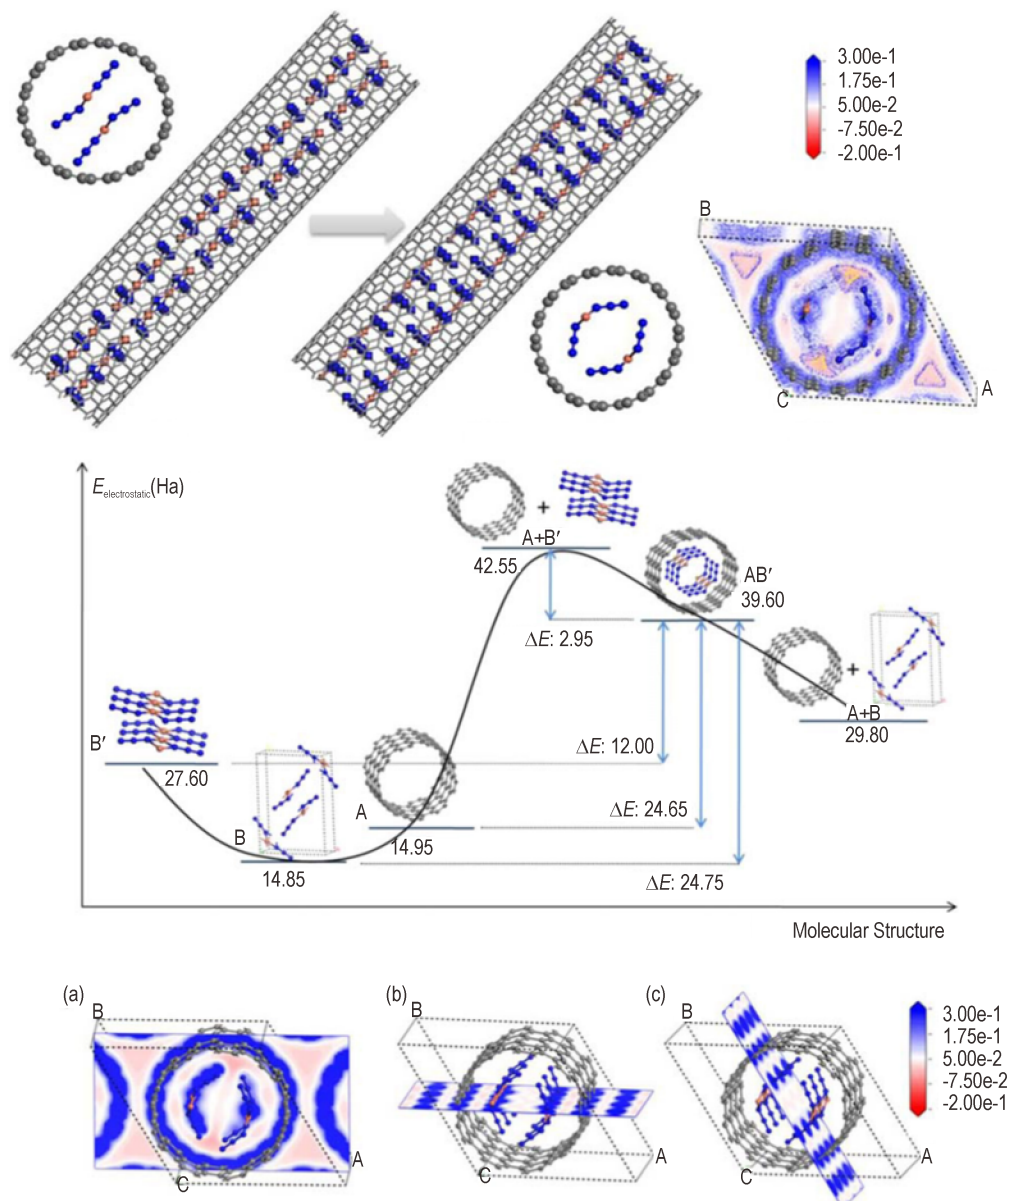 3.00e-1
1.75e-1
5.00e-2
-7.50e-2
-2.00e-1
B
A
C
E electrostatic (Ha)
+
A+B′
42.55
AB′
39.60
ΔE: 2.95
+
A+B
29.80
B′
27.60
ΔE: 12.00
A
14.95
ΔE: 24.65
B
14.85
ΔE: 24.75
Molecular Structure
(a)
B
A
C
(b)
B
A
C
(c)
B
A
C
3.00e-1
1.75e-1
5.00e-2
-7.50e-2
-2.00e-1